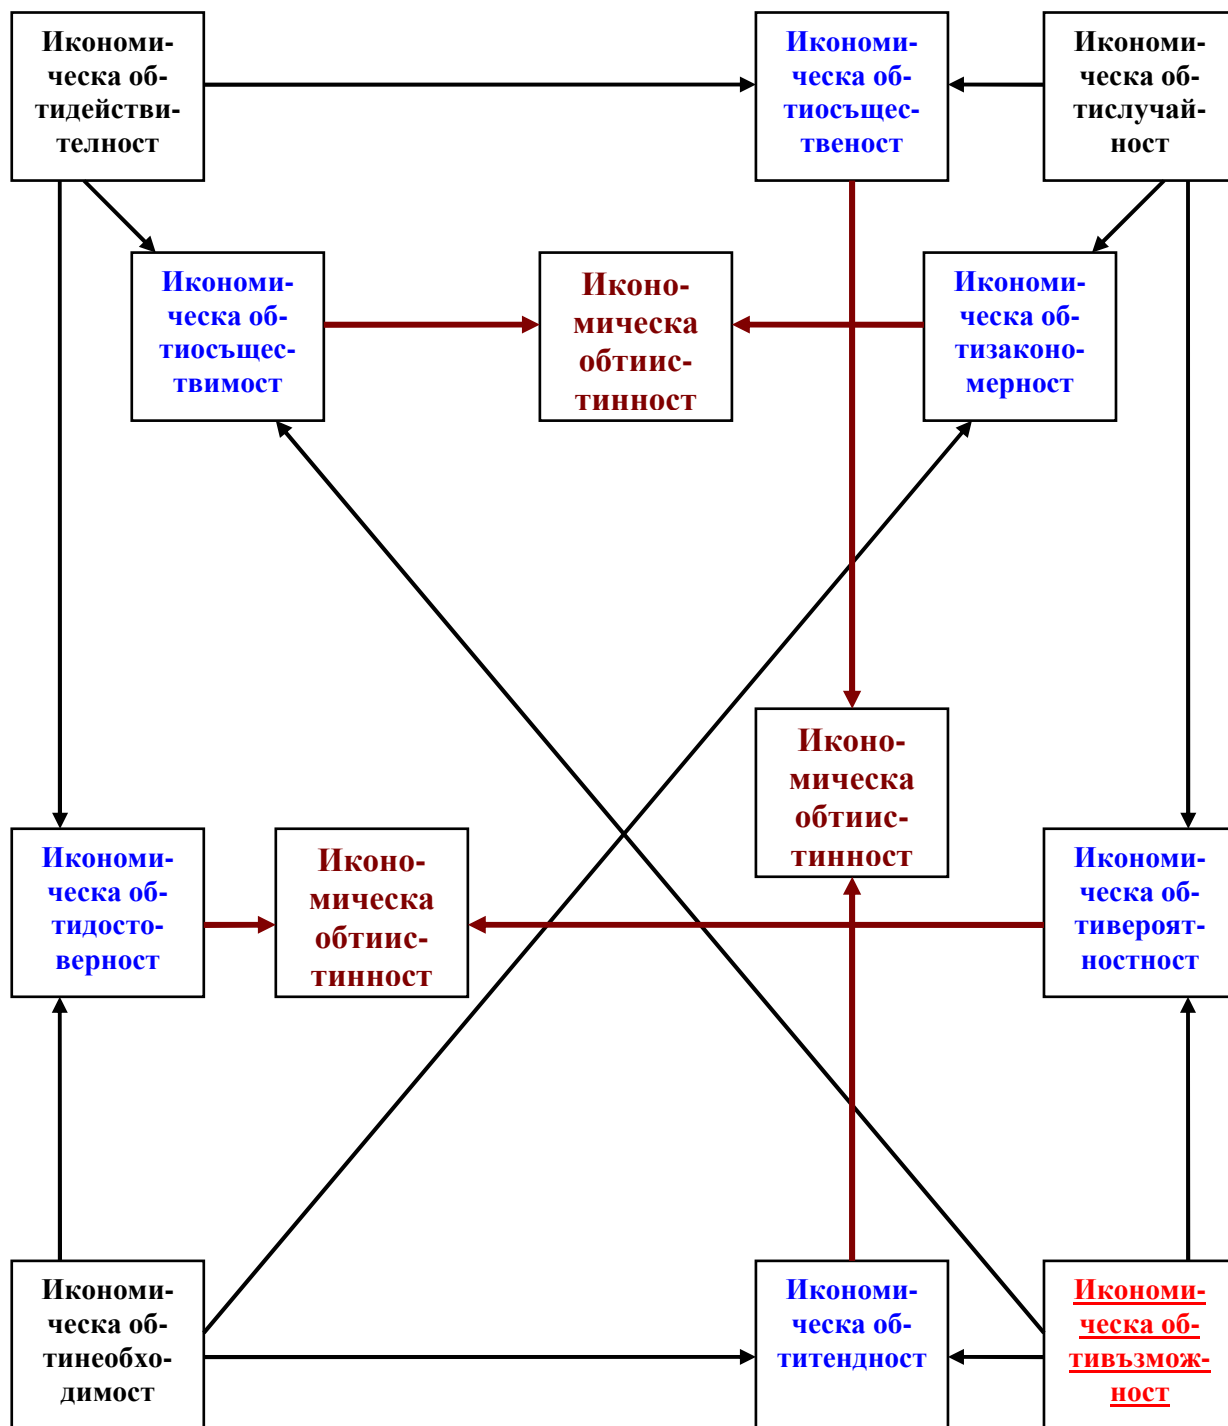 Икономи-
ческа об-
тидействи-
телност
Икономи-
ческа об-
тиосъщес-
твеност
Икономи-
ческа об-
тислучай-
ност
Икономи-
ческа об-
тиосъщес-
твимост
Иконо-
мическа
обтиис-
тинност
Икономи-
ческа об-
тизаконо-
мерност
Иконо-
мическа
обтиис-
тинност
Икономи-
ческа об-
тидосто-
верност
Иконо-
мическа
обтиис-
тинност
Икономи-
ческа об-
тивероят-
ностност
Икономи-
ческа об-
тинеобхо-
димост
Икономи-
ческа об-
титендност
Икономи-
ческа об-
тивъзмож-
ност